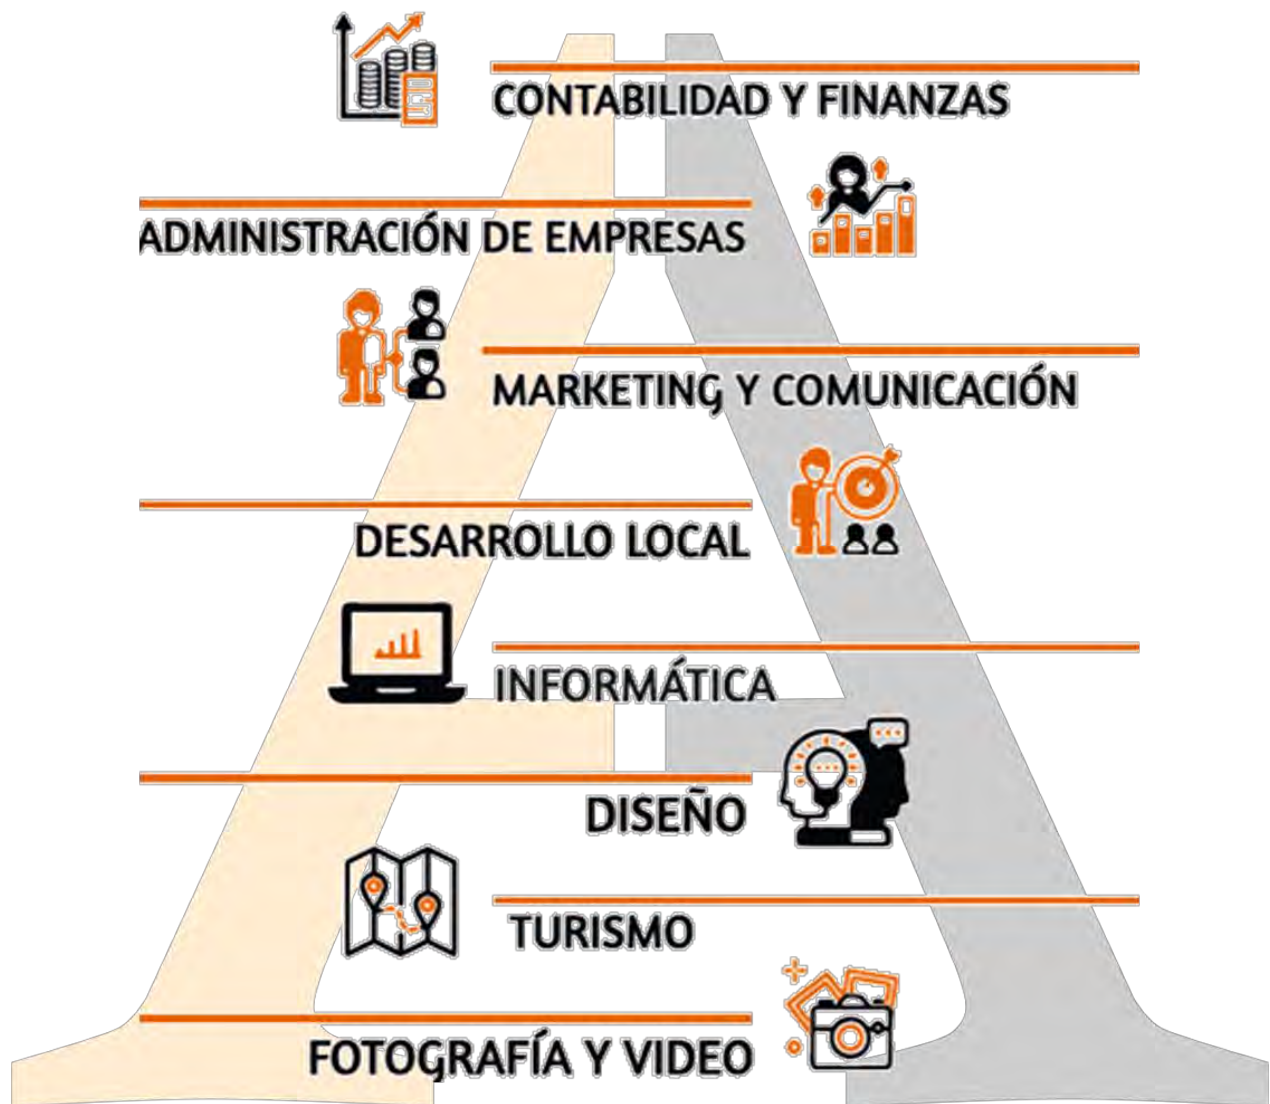 CONTABILIDAD Y FINANZAS
ADMINISTRACIÓN DE EMPRESAS
MARKETING Y COMUNICACIÓN
DESARROLLO LOCAL
INFORMÁTICA
DISEÑO
TURISMO
FOTOGRAFÍA Y VIDEO